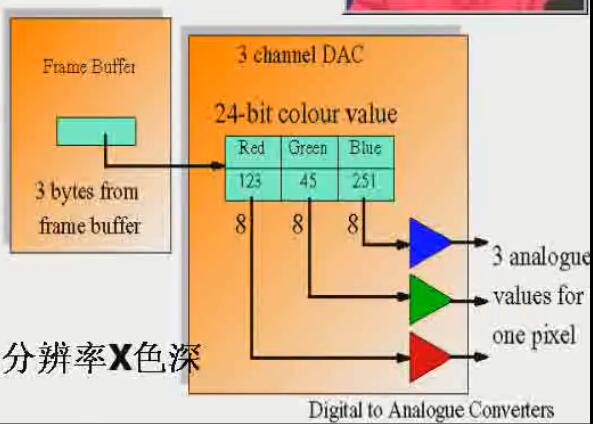 Frame Buffer
3 bytes from
frame buffer
3 channel DAC
24-bit colour value
Red Green Blue
123 45 251
8 8 8
3 analogue
values for
one pixel
分辨率X色深
Digital to Analogue Converters